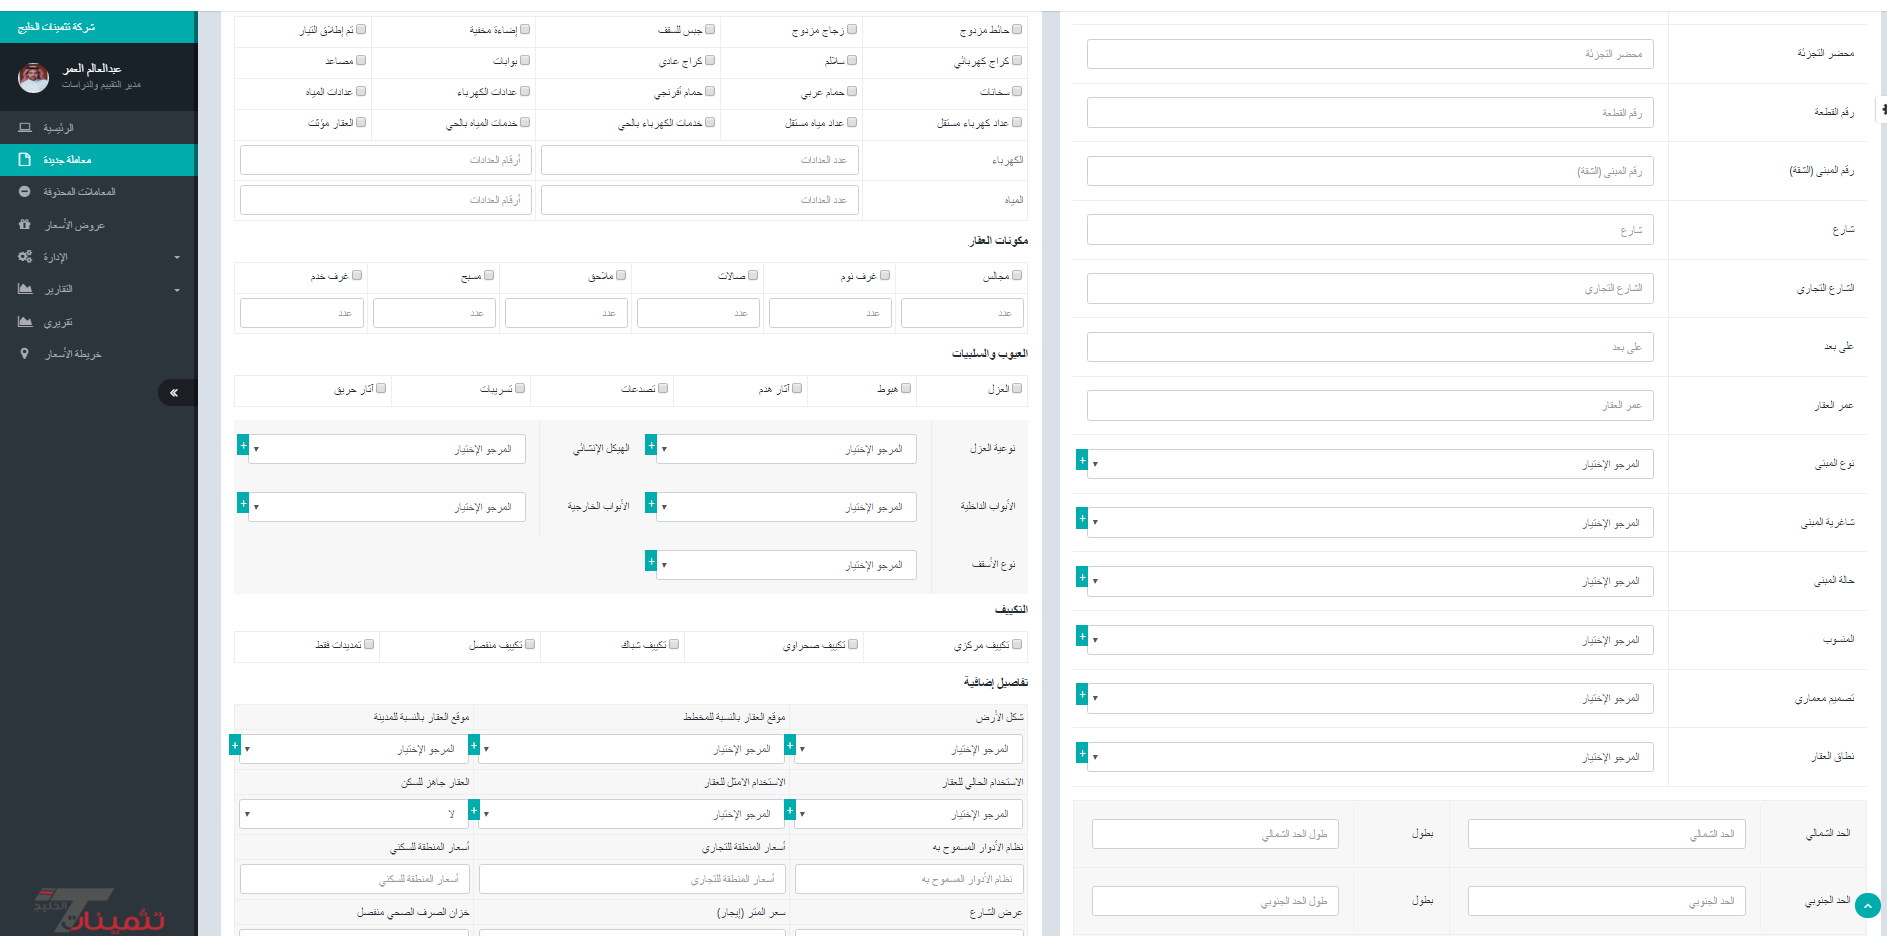 شركة تثمينات الخليج
عبدالعالم العمر
مدير التقييم والدراسات
الرئيسية
معاملة جديدة
المعاملات المحذوفة
عروض الأسعار
الإدارة
التقارير
تقريري
خريطة الأسعار
تثمينات
الخليج
محضر التجزئة
محضر التجزئة
رقم القطعة
رقم القطعة
رقم المبنى (الشقة)
رقم المبنى (الشقة)
شارع
شارع
الشارع التجاري
الشارع التجاري
على بعد
على بعد
عمر العقار
عمر العقار
نوع المبنى المرجو الإختيار +
شاغرية المبنى المرجو الإختيار +
حالة المبنى المرجو الإختيار +
المنسوب المرجو الإختيار +
تصميم معماري المرجو الإختيار +
نطاق العقار المرجو الإختيار +
الحد الشمالي الحد الشمالي بطول طول الحد الشمالي
الحد الجنوبي الحد الجنوبي بطول طول الحد الجنوبي
حائط مزدوج زجاج مزدوج جبس للسقف إضاءة مخفية تم إطلاق التيار
كراج كهربائي سلالم كراج عادي بوابات مصاعد
سخانات حمام عربي حمام أفرنجي عدادات الكهرباء عدادات المياه
عداد كهرباء مستقل عداد مياه مستقل خدمات الكهرباء بالحي خدمات المياه بالحي العقار مؤثث
الكهرباء عدد العدادات أرقام العدادات
المياه عدد العدادات أرقام العدادات
مكونات العقار
مجالس غرف نوم صالات ملاحق مسبح غرف خدم
عدد عدد عدد عدد عدد عدد
العيوب والسلبيات
العزل هبوط آثار هدم تصدعات تسريبات آثار حريق
نوعية العزل المرجو الإختيار + الهيكل الإنشائي المرجو الإختيار +
الأبواب الداخلية المرجو الإختيار + الأبواب الخارجية المرجو الإختيار +
نوع الأسقف المرجو الإختيار +
التكييف
تكييف مركزي تكييف صحراوي تكييف شباك تكييف منفصل تمديدات فقط
تفاصيل إضافية
شكل الأرض موقع العقار بالنسبة للمخطط موقع العقار بالنسبة للمدينة
المرجو الإختيار + المرجو الإختيار + المرجو الإختيار +
الاستخدام الحالي للعقار الاستخدام الامثل للعقار العقار جاهز للسكن
المرجو الإختيار + المرجو الإختيار + لا
نظام الأدوار المسموح به أسعار المنطقة للتجاري أسعار المنطقة للسكني
نظام الأدوار المسموح به أسعار المنطقة للتجاري أسعار المنطقة للسكني
عرض الشارع سعر المتر (إيجار) خزان الصرف الصحي منفصل